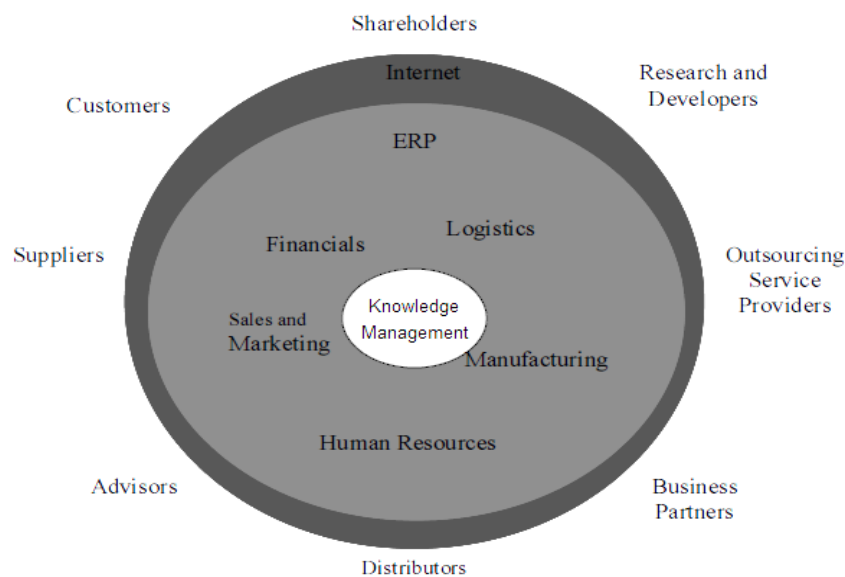 Shareholders
Internet
Research and
Developers
Customers
ERP
Logistics
Financials
Suppliers
Outsourcing
Service
Providers
Knowledge
Management
Sales and
Marketing
Manufacturing
Human Resources
Advisors
Business
Partners
Distributors